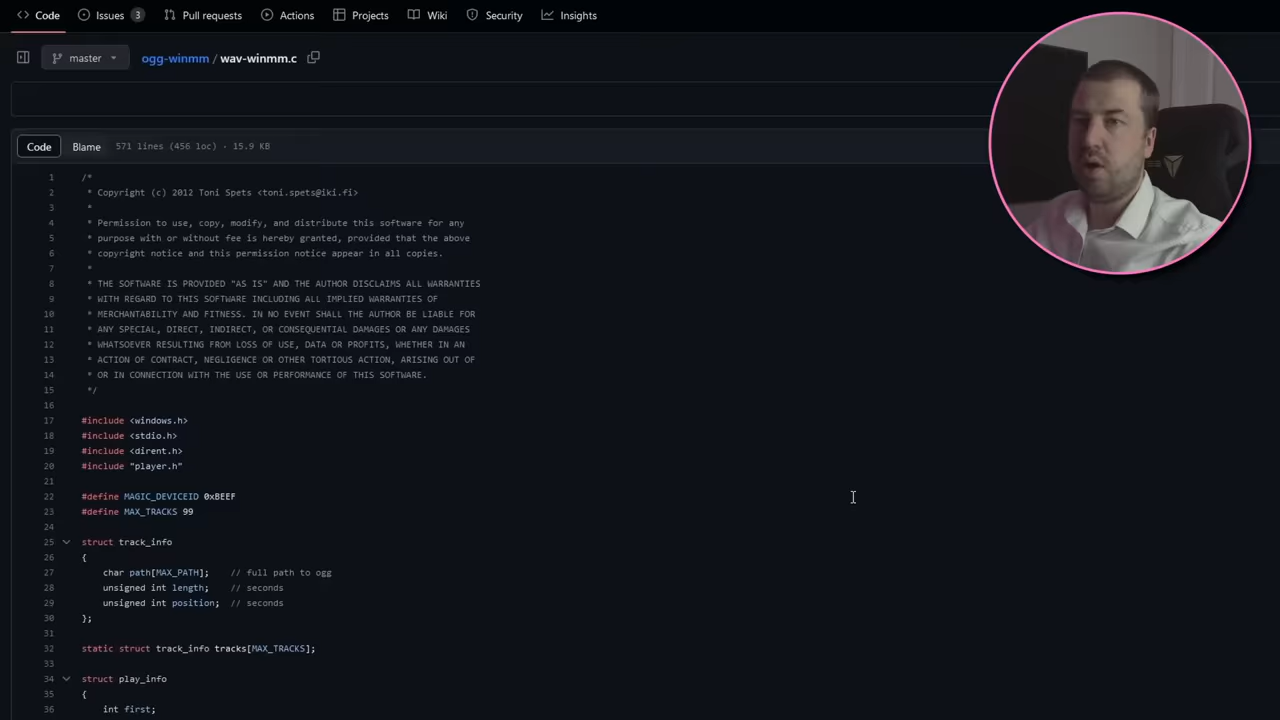 Code Issues 3 Pull requests Actions Projects Wiki Security Insights
master ogg-winmm / wav-winmm.c
Code Blame 571 lines (456 loc) · 15.9 KB
1 /*
2 * Copyright (c) 2012 Toni Spets <toni.spets@iki.fi>
3 *
4 * Permission to use, copy, modify, and distribute this software for any
5 * purpose with or without fee is hereby granted, provided that the above
6 * copyright notice and this permission notice appear in all copies.
7 *
8 * THE SOFTWARE IS PROVIDED "AS IS" AND THE AUTHOR DISCLAIMS ALL WARRANTIES
9 * WITH REGARD TO THIS SOFTWARE INCLUDING ALL IMPLIED WARRANTIES OF
10 * MERCHANTABILITY AND FITNESS. IN NO EVENT SHALL THE AUTHOR BE LIABLE FOR
11 * ANY SPECIAL, DIRECT, INDIRECT, OR CONSEQUENTIAL DAMAGES OR ANY DAMAGES
12 * WHATSOEVER RESULTING FROM LOSS OF USE, DATA OR PROFITS, WHETHER IN AN
13 * ACTION OF CONTRACT, NEGLIGENCE OR OTHER TORTIOUS ACTION, ARISING OUT OF
14 * OR IN CONNECTION WITH THE USE OR PERFORMANCE OF THIS SOFTWARE.
15 */
16
17 #include <windows.h>
18 #include <stdio.h>
19 #include <dirent.h>
20 #include "player.h"
21
22 #define MAGIC_DEVICEID 0xBEEF
23 #define MAX_TRACKS 99
24
25 struct track_info
26 {
27 char path[MAX_PATH]; // full path to ogg
28 unsigned int length; // seconds
29 unsigned int position; // seconds
30 };
31
32 static struct track_info tracks[MAX_TRACKS];
33
34 struct play_info
35 {
36 int first;